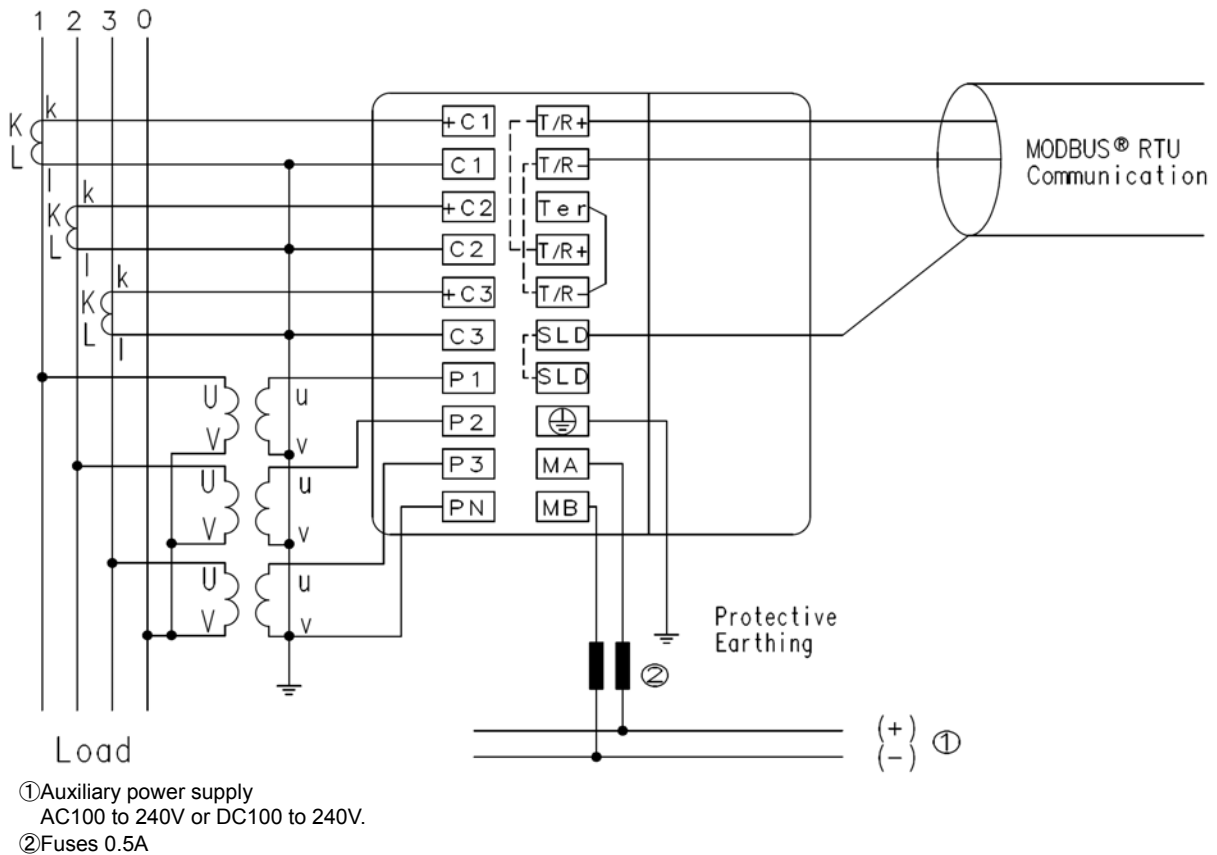 1 2 3 0
K k
L l
K k
L l
K k
L l
U u
V v
U u
V v
U u
V v
+C1 T/R+
C1 T/R-
+C2 Ter
C2 T/R+
+C3 T/R-
C3 SLD
P1 SLD
P2
P3 MA
PN MB
MODBUS® RTU
Communication
Protective
Earthing
②
(+)
(-) ①
Load
①Auxiliary power supply
AC100 to 240V or DC100 to 240V.
②Fuses 0.5A